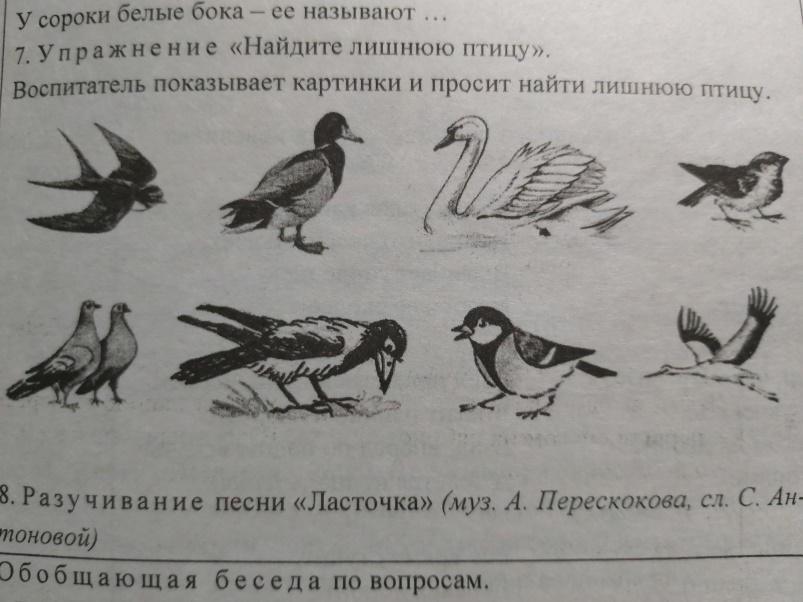 У сороки белые бока – ее называют …
7. Упражнение «Найдите лишнюю птицу».
Воспитатель показывает картинки и просит найти лишнюю птицу.
8. Разучивание песни «Ласточка» (муз. А. Перескокова, сл. С. Ан-
тоновой)
Обобщающая беседа по вопросам.